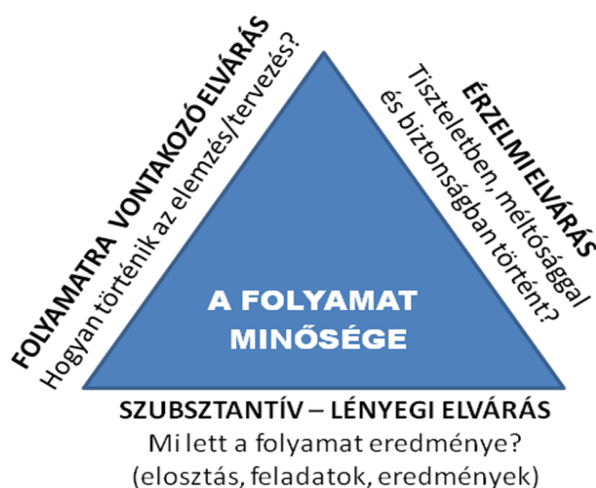 FOLYAMATRA VONTAKOZÓ ELVÁRÁS
Hogyan történik az elemzés/tervezés?
ÉRZELMI ELVÁRÁS
Tiszteletben, méltósággal
és biztonságban történt?
A FOLYAMAT
MINŐSÉGE
SZUBSZTANTÍV – LÉNYEGI ELVÁRÁS
Mi lett a folyamat eredménye?
(elosztás, feladatok, eredmények)